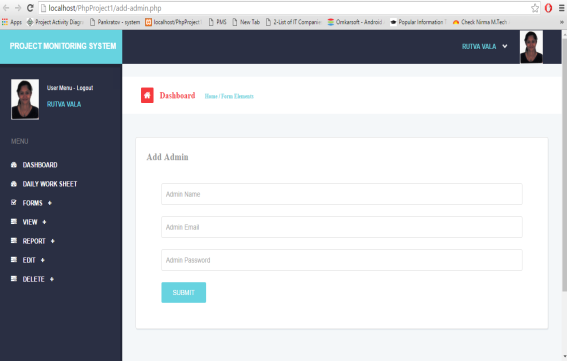 localhost/PhpProject1/add-admin.php
Apps Project Activity Diagr Pankratov - system localhost/PhpProject1 PMS New Tab 2-List of IT Companie Omkarsoft - Android Popular Information T Check Nirma M.Tech
PROJECT MONITORING SYSTEM
RUTVA VALA
User Menu - Logout
RUTVA VALA
MENU
DASHBOARD
DAILY WORK SHEET
FORMS +
VIEW +
REPORT +
EDIT +
DELETE +
Dashboard Home / Form Elements
Add Admin
Admin Name
Admin Email
Admin Password
SUBMIT